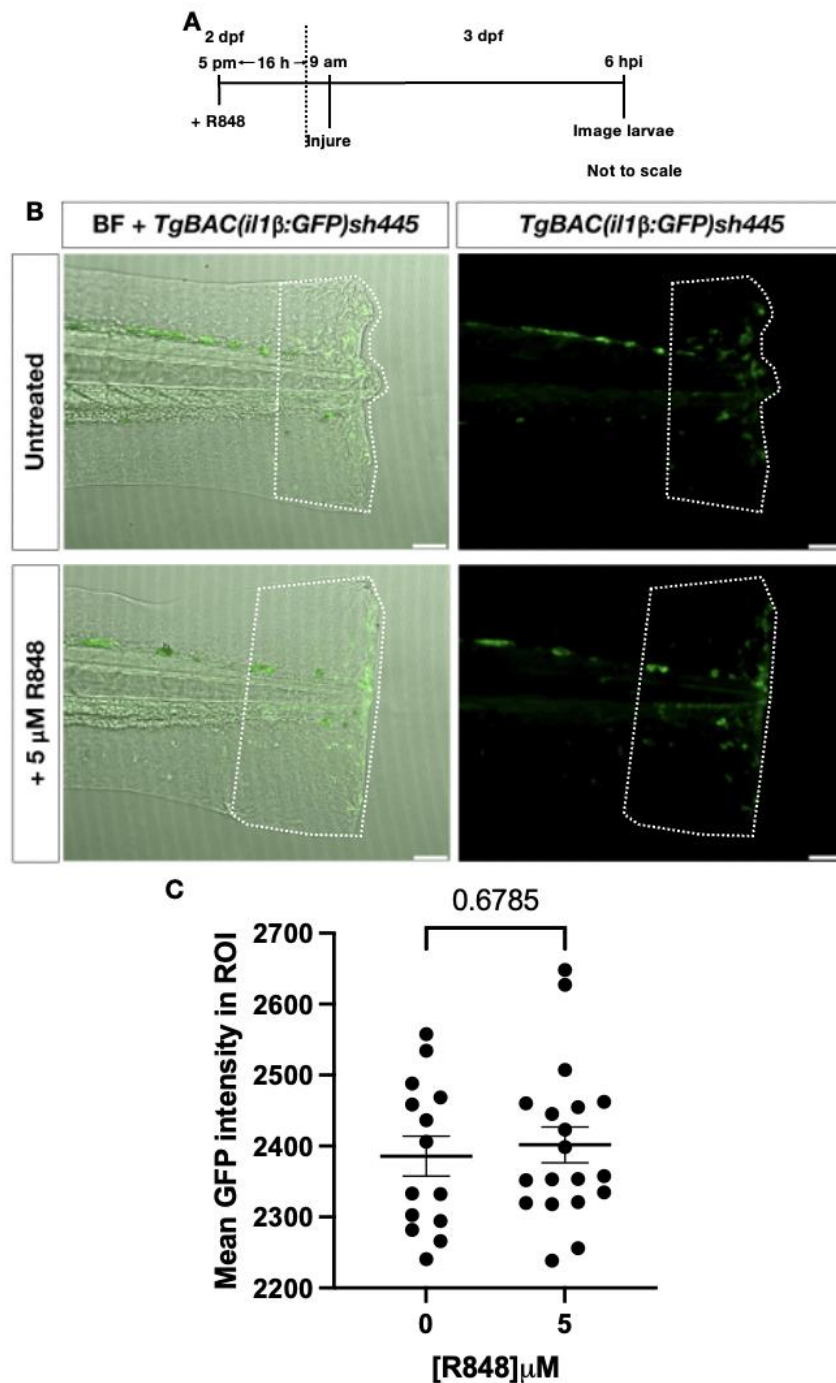 A
2 dpf
3 dpf
5 pm ←16 h→ 9 am
6 hpi
+ R848
Injure
Image larvae
Not to scale
B
BF + TgBAC(il1β:GFP)sh445
TgBAC(il1β:GFP)sh445
Untreated
+ 5 μM R848
C
0.6785
Mean GFP intensity in ROI
2700
2600
2500
2400
2300
2200
0
5
[R848]μM